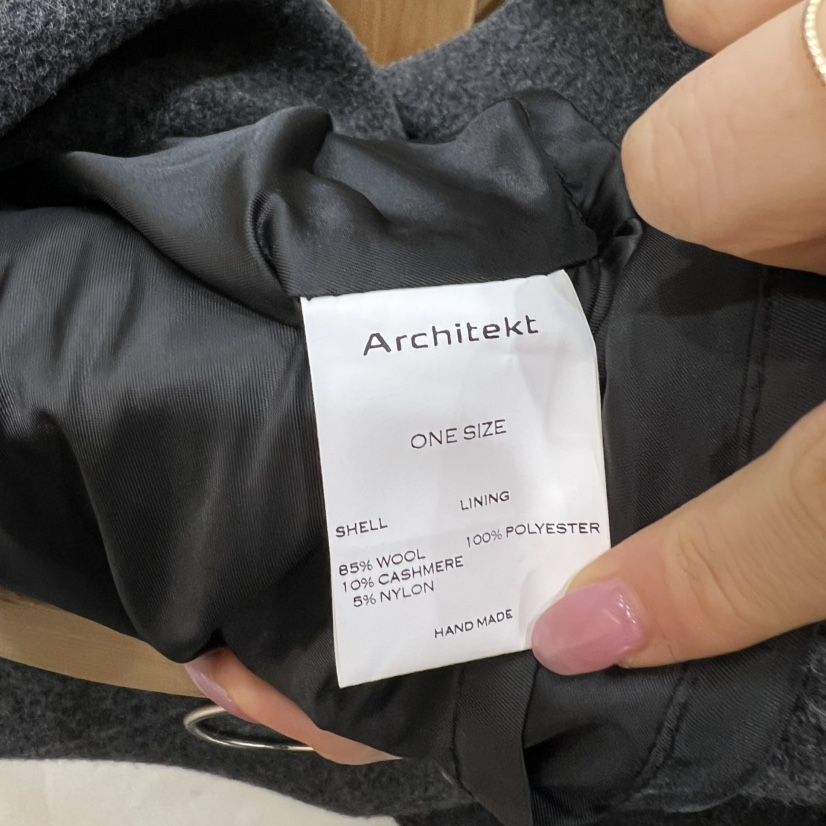 Architekt
ONE SIZE
SHELL
85% WOOL
10% CASHMERE
5% NYLON
LINING
100% POLYESTER
HAND MADE